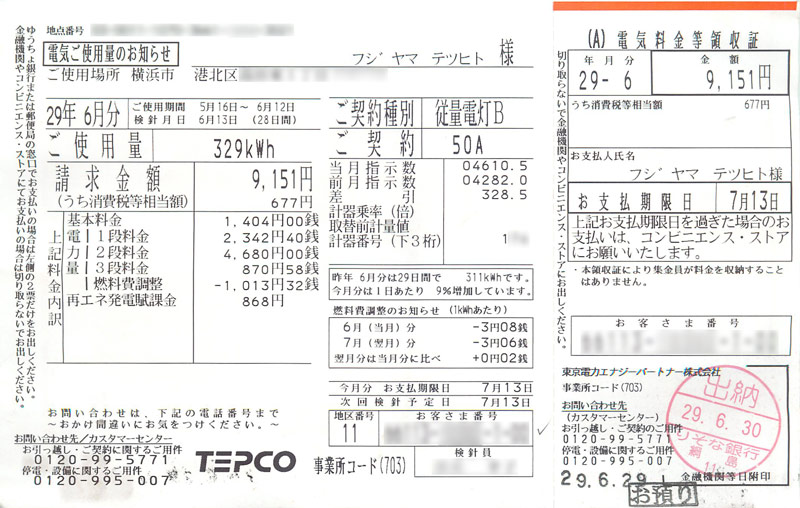 ゆうちょ銀行または郵便局の窓口でお支払いの場合は左側の2票だけをお出しください。
金融機関やコンビニエンス・ストアにてお支払いの場合は切り取らないでお出しください。
地点番号
電気ご使用量のお知らせ
フジヤマ テツヒト 様
ご使用場所 横浜市 港北区
29年 6月分
ご使用期間 5月16日〜 6月12日
検針月日 6月13日 (28日間)
ご契約種別 従量電灯B
ご使用量 329kWh
ご契約 50A
請求金額 9,151円
(うち消費税等相当額) 677円
上記料金内訳
基本料金 1,404円00銭
電力量
1段料金 2,342円40銭
2段料金 4,680円00銭
3段料金 870円58銭
燃料費調整 -1,013円32銭
再エネ発電賦課金 868円
当月指示数 04610.5
前月指示数 04282.0
差引 328.5
計器乗率(倍)
取替前計量値
計器番号(下3桁)
昨年 6月分は29日間で 311kWhです。
今月分は1日あたり 9%増加しています。
燃料費調整のお知らせ(1kWhあたり)
6月(当月)分 -3円08銭
7月(翌月)分 -3円06銭
翌月分は当月分に比べ +0円02銭
今月分 お支払期限日 7月13日
次回検針予定日 7月13日
地区番号 お客さま番号
11
検針員
お問い合わせは、下記の電話番号まで
〜おかけ間違いにお気をつけください。〜
お問い合わせ先/カスタマーセンター
お引っ越し・ご契約に関するご用件
0120-99-5771
停電・設備に関するご用件
0120-995-007
TEPCO
事業所コード(703)
(A) 電気料金等領収証
切り取らないで金融機関やコンビニエンス・ストアにお出しください。
年 月 金額
29- 6 9,151円
うち消費税等相当額 677円
お支払人氏名
フジヤマ テツヒト様
お支払期限日 7月13日
上記お支払期限日を過ぎた場合のお
支払いは、コンビニエンス・ストア
にお願いいたします。
・本領収証により集金員が料金を収納すること
はありません。
お客さま番号
東京電力エナジーパートナー株式会社
事業所コード(703)
お問い合わせ先
(カスタマーセンター)
お引っ越し・ご契約のご用件
0120-99-5771
停電・設備に関するご用件
0120-995-007
出納
29.6.30
りそな銀行
綱島
29.6.29
金融機関等日附印
お預り